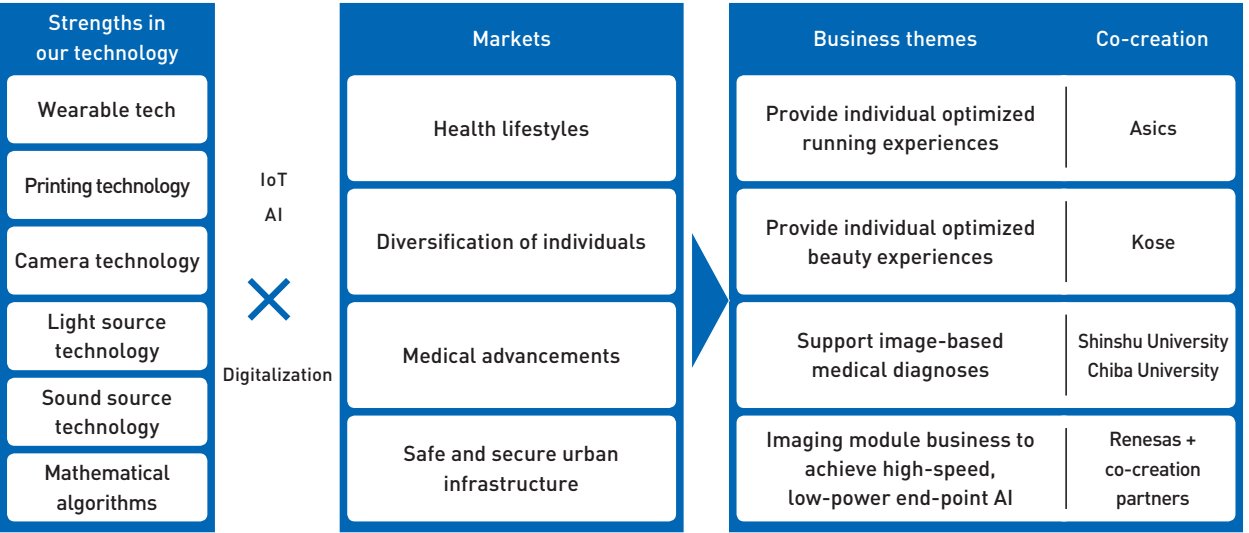 Strengths in
our technology
Wearable tech
Printing technology
Camera technology
Light source
technology
Sound source
technology
Mathematical
algorithms
IoT
AI
×
Digitalization
Markets
Health lifestyles
Diversification of individuals
Medical advancements
Safe and secure urban
infrastructure
Business themes
Co-creation
Provide individual optimized
running experiences
Asics
Provide individual optimized
beauty experiences
Kose
Support image-based
medical diagnoses
Shinshu University
Chiba University
Imaging module business to
achieve high-speed,
low-power end-point AI
Renesas +
co-creation
partners